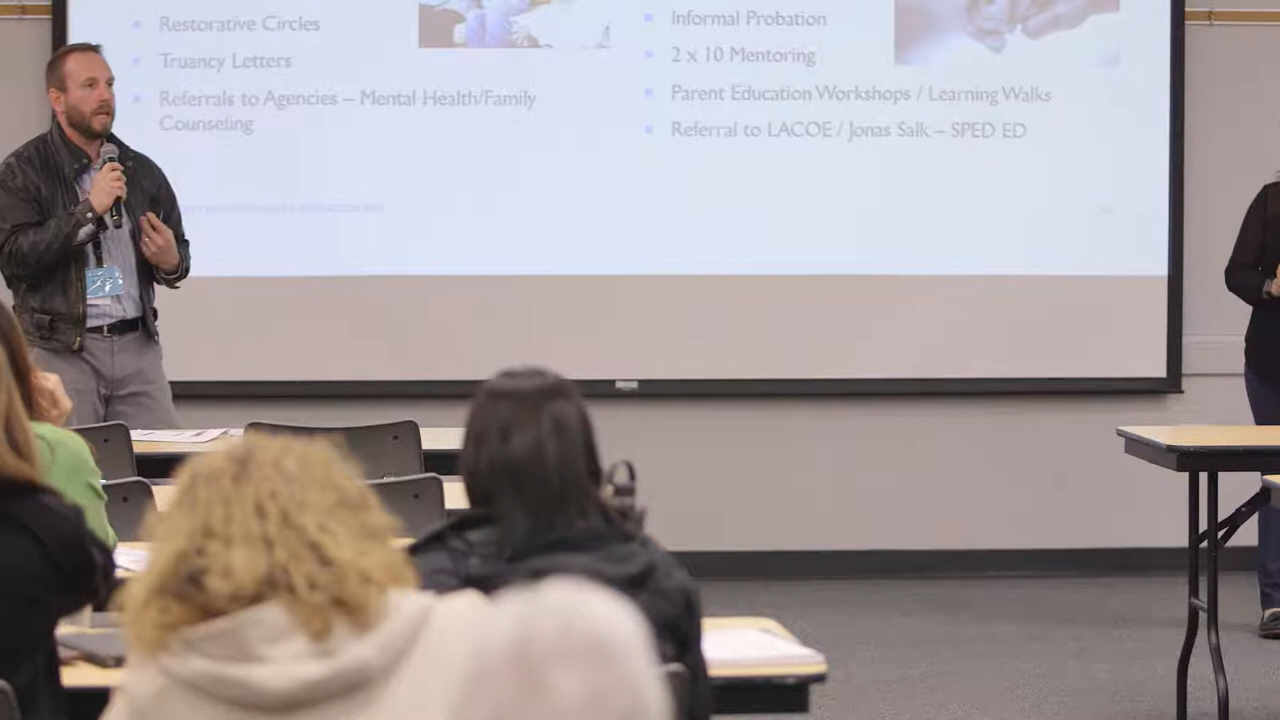 Restorative Circles
Truancy Letters
Referrals to Agencies – Mental Health/Family
Counseling
Informal Probation
2 x 10 Mentoring
Parent Education Workshops / Learning Walks
Referral to LACOE / Jonas Salk – SPED ED